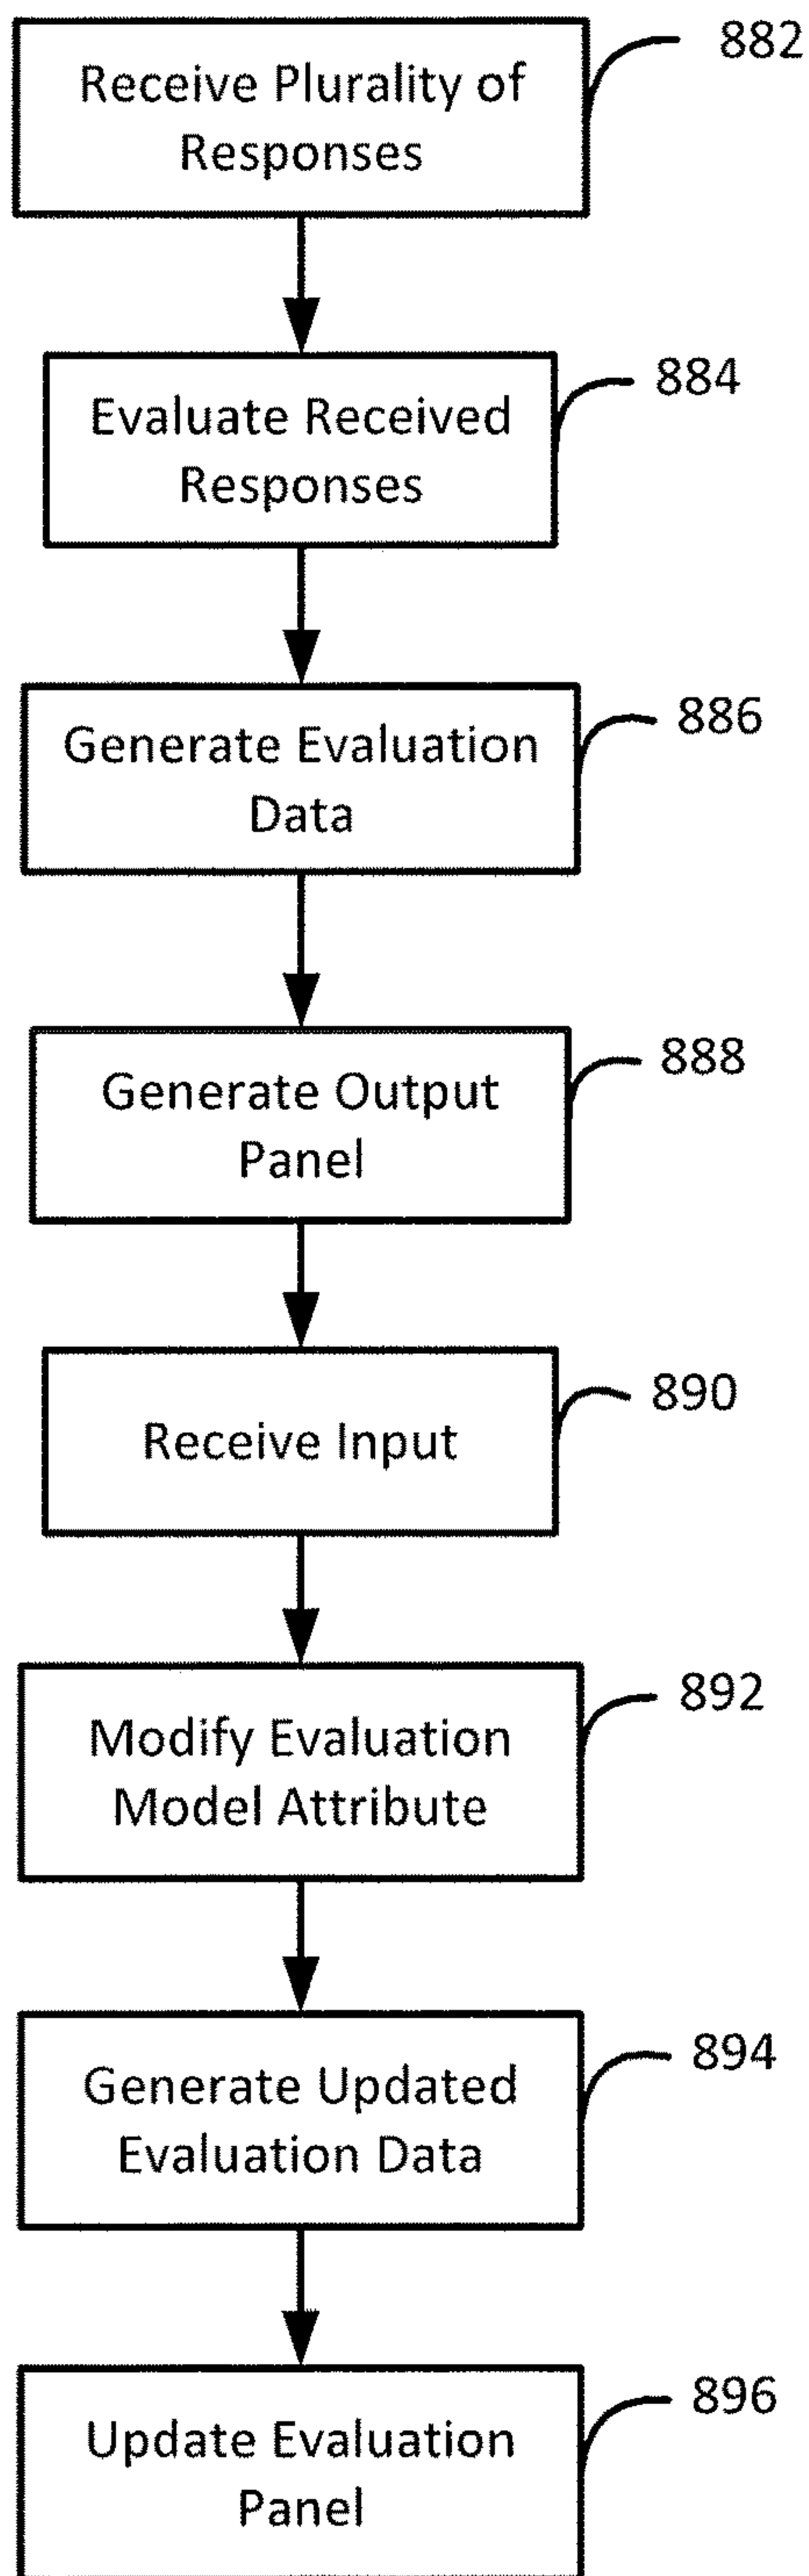 Receive Plurality of
Responses
882
Evaluate Received
Responses
884
Generate Evaluation
Data
886
Generate Output
Panel
888
Receive Input
890
Modify Evaluation
Model Attribute
892
Generate Updated
Evaluation Data
894
Update Evaluation
Panel
896